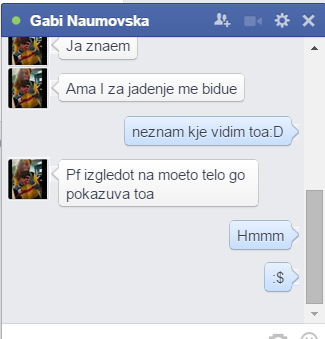 Gabi Naumovska
Ja znaem
Ama I za jadenje me bidue
neznam kje vidim toa:D
Pf izgledot na moeto telo go
pokazuva toa
Hmmm
:$